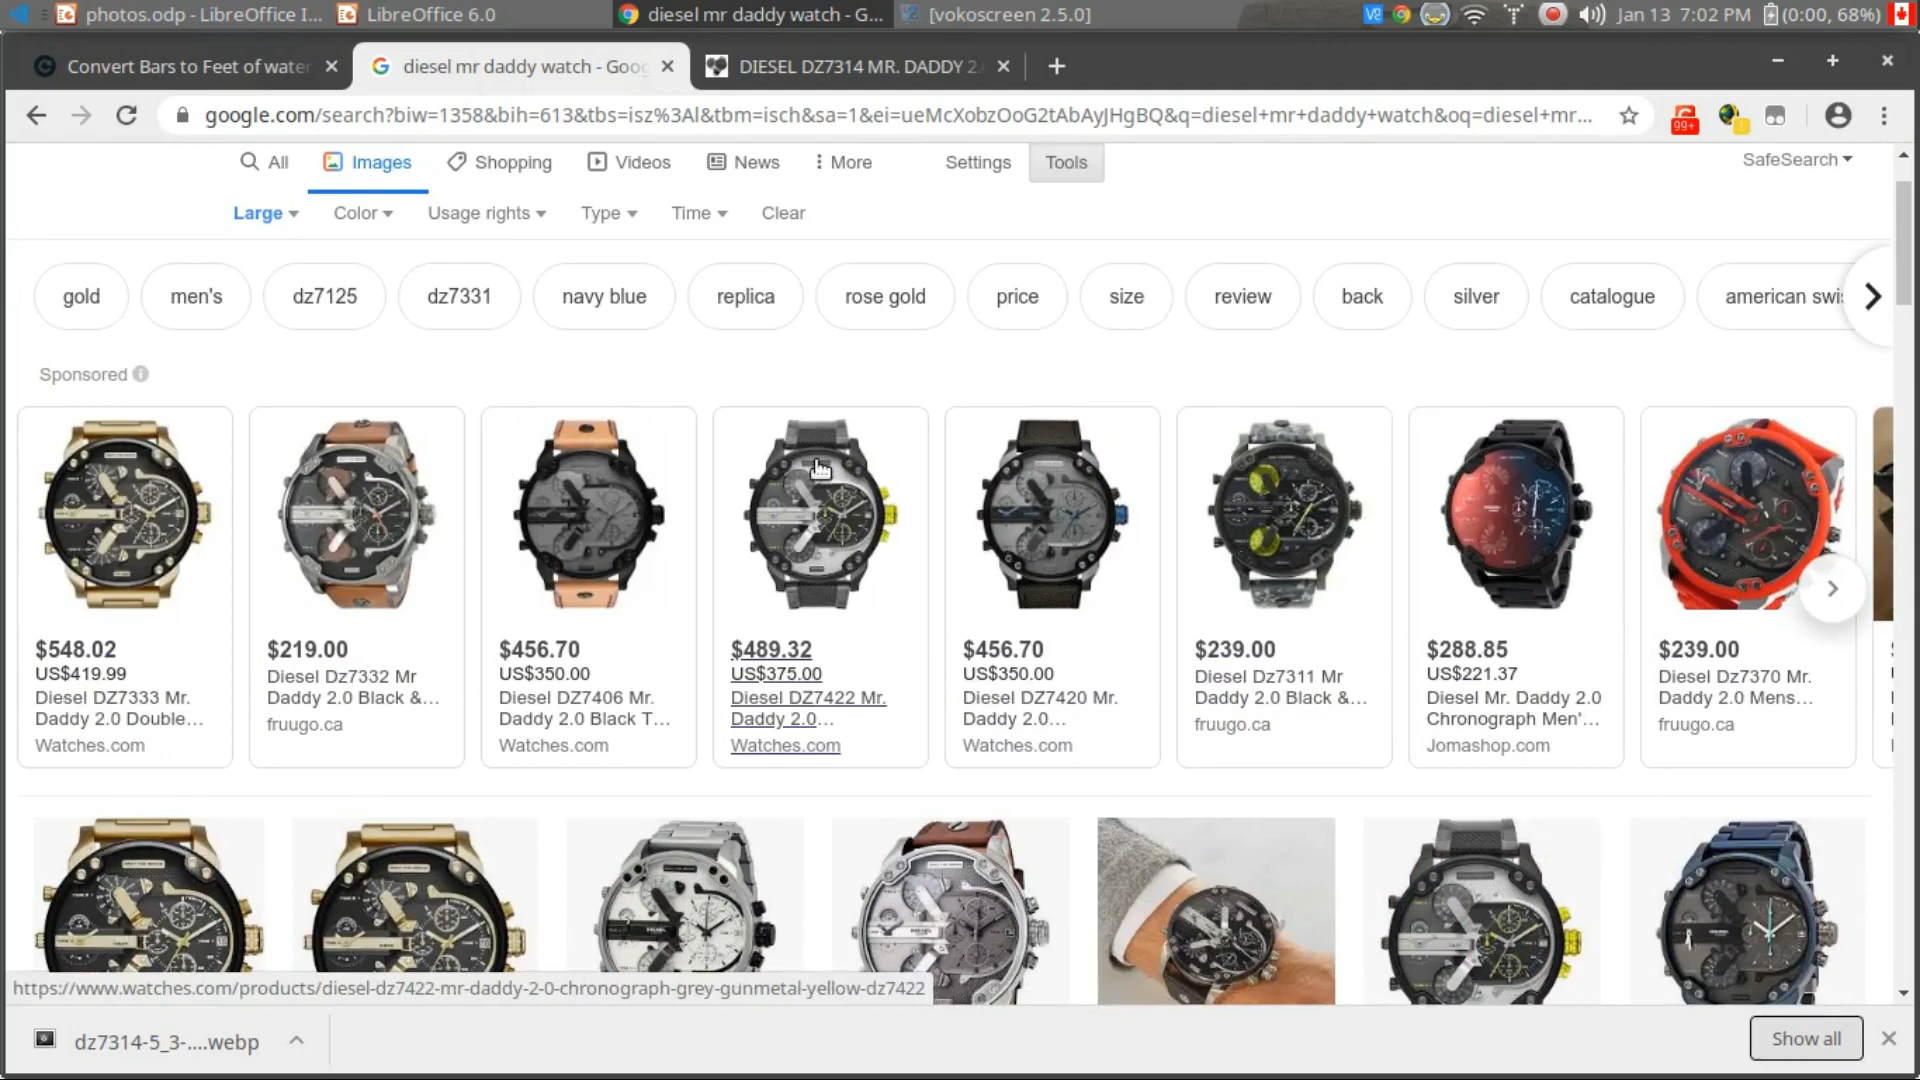 photos.odp - LibreOffice I...
LibreOffice 6.0
diesel mr daddy watch - G...
[vokoscreen 2.5.0]
Jan 13 7:02 PM
(0:00, 68%)
Convert Bars to Feet of water
diesel mr daddy watch - Goog
DIESEL DZ7314 MR. DADDY 2.
google.com/search?biw=1358&bih=613&tbs=isz%3Al&tbm=isch&sa=1&ei=ueMcXobzOoG2tAbAyJHgBQ&q=diesel+mr+daddy+watch&oq=diesel+mr...
99+
All
Images
Shopping
Videos
News
More
Settings
Tools
SafeSearch
Large
Color
Usage rights
Type
Time
Clear
gold
men's
dz7125
dz7331
navy blue
replica
rose gold
price
size
review
back
silver
catalogue
american swi
Sponsored
$548.02
US$419.99
Diesel DZ7333 Mr.
Daddy 2.0 Double...
Watches.com
$219.00
Diesel Dz7332 Mr
Daddy 2.0 Black &...
fruugo.ca
$456.70
US$350.00
Diesel DZ7406 Mr.
Daddy 2.0 Black T...
Watches.com
$489.32
US$375.00
Diesel DZ7422 Mr.
Daddy 2.0...
Watches.com
$456.70
US$350.00
Diesel DZ7420 Mr.
Daddy 2.0...
Watches.com
$239.00
Diesel Dz7311 Mr
Daddy 2.0 Black &...
fruugo.ca
$288.85
US$221.37
Diesel Mr. Daddy 2.0
Chronograph Men'...
Jomashop.com
$239.00
Diesel Dz7370 Mr.
Daddy 2.0 Mens...
fruugo.ca
https://www.watches.com/products/diesel-dz7422-mr-daddy-2-0-chronograph-grey-gunmetal-yellow-dz7422
dz7314-5_3-....webp
Show all